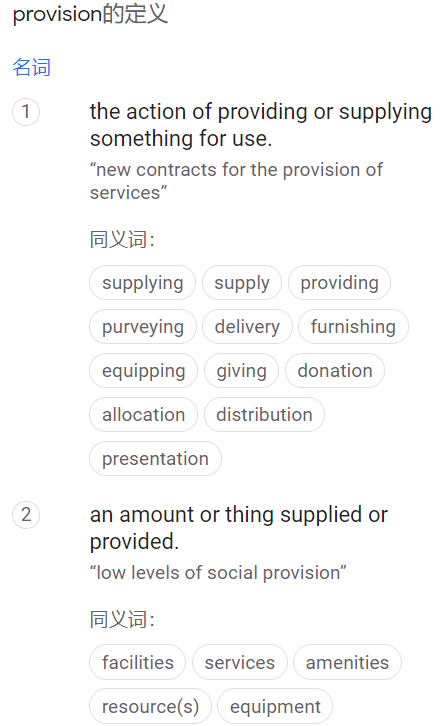 provision的定义
名词
1 the action of providing or supplying
something for use.
“new contracts for the provision of
services”
同义词：
supplying supply providing
purveying delivery furnishing
equipping giving donation
allocation distribution
presentation
2 an amount or thing supplied or
provided.
“low levels of social provision”
同义词：
facilities services amenities
resource(s) equipment